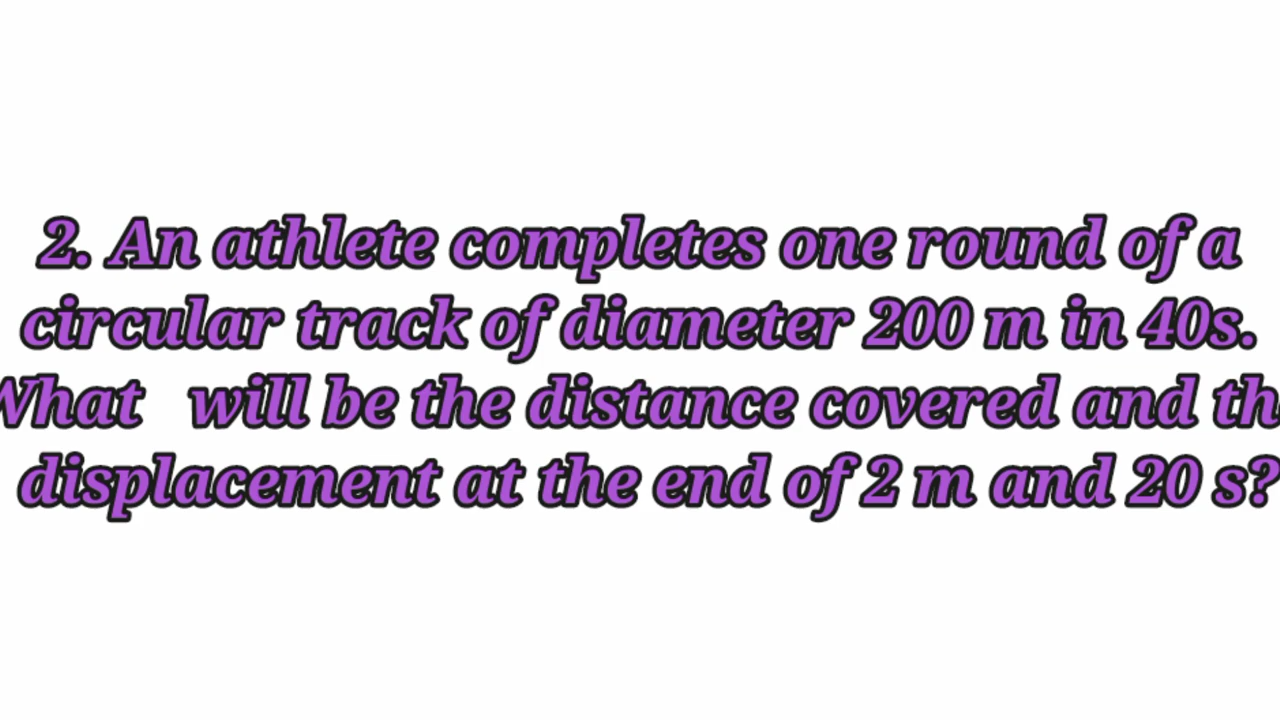 2. An athlete completes one round of a
circular track of diameter 200 m in 40s.
What will be the distance covered and th
displacement at the end of 2 m and 20 s?